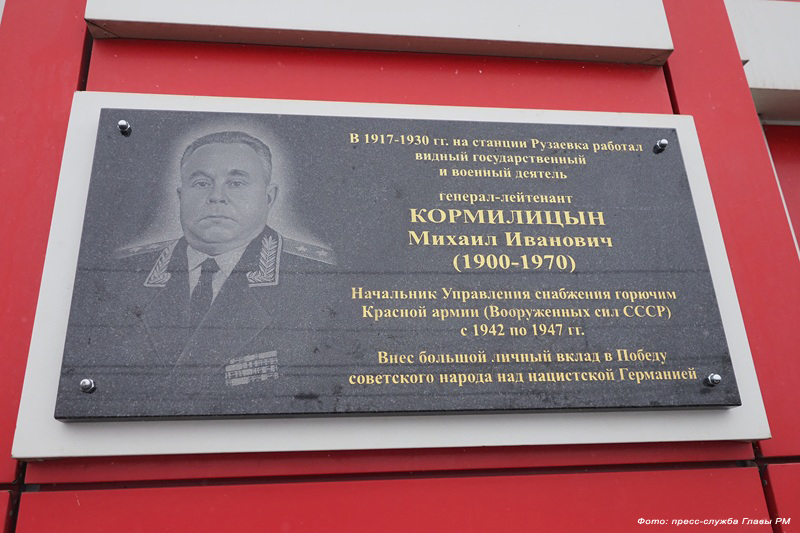 В 1917-1930 гг. на станции Рузаевка работал
видный государственный
и военный деятель
генерал-лейтенант
КОРМИЛИЦЫН
Михаил Иванович
(1900-1970)
Начальник Управления снабжения горючим
Красной армии (Вооруженных сил СССР)
с 1942 по 1947 гг.
Внес большой личный вклад в Победу
советского народа над нацистской Германией
Фото: пресс-служба Главы РМ